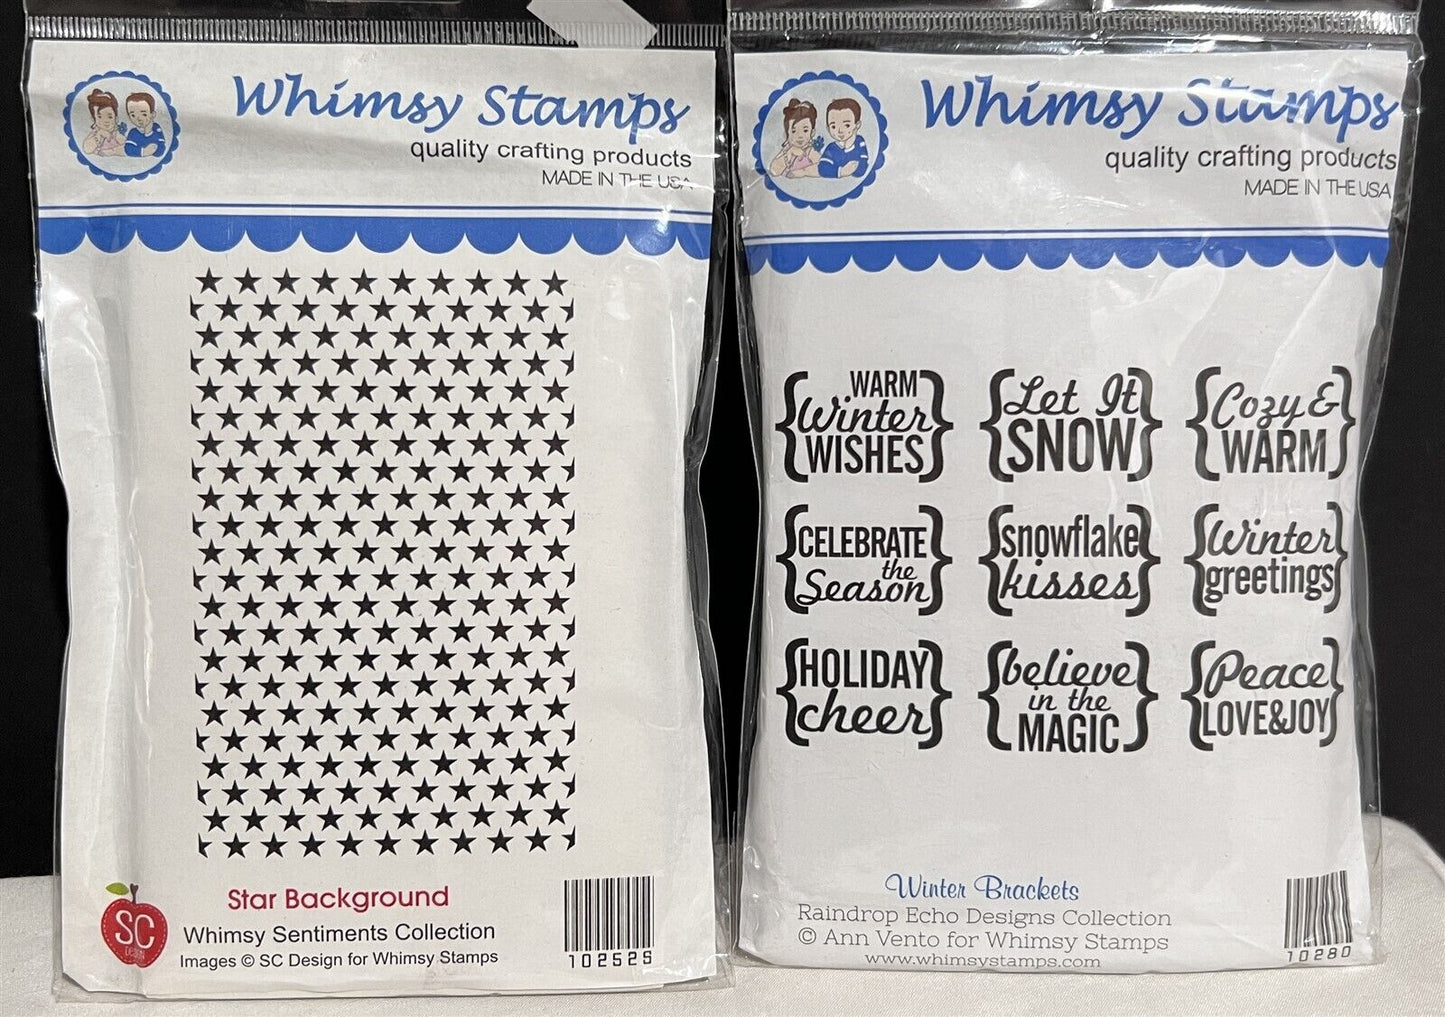 Whimsy Stamps
quality crafting products
MADE IN THE USA
Star Background
Whimsy Sentiments Collection
Images © SC Design for Whimsy Stamps
SC
DESIGN
102525
Whimsy Stamps
quality crafting products
MADE IN THE USA
WARM
Winter
WISHES
Let It
SNOW
Cozy &
WARM
CELEBRATE
the
Season
snowflake
kisses
Winter
greetings
HOLIDAY
cheer
believe
in the
MAGIC
Peace
LOVE&JOY
Winter Brackets
Raindrop Echo Designs Collection
© Ann Vento for Whimsy Stamps
www.whimsystamps.com
10280